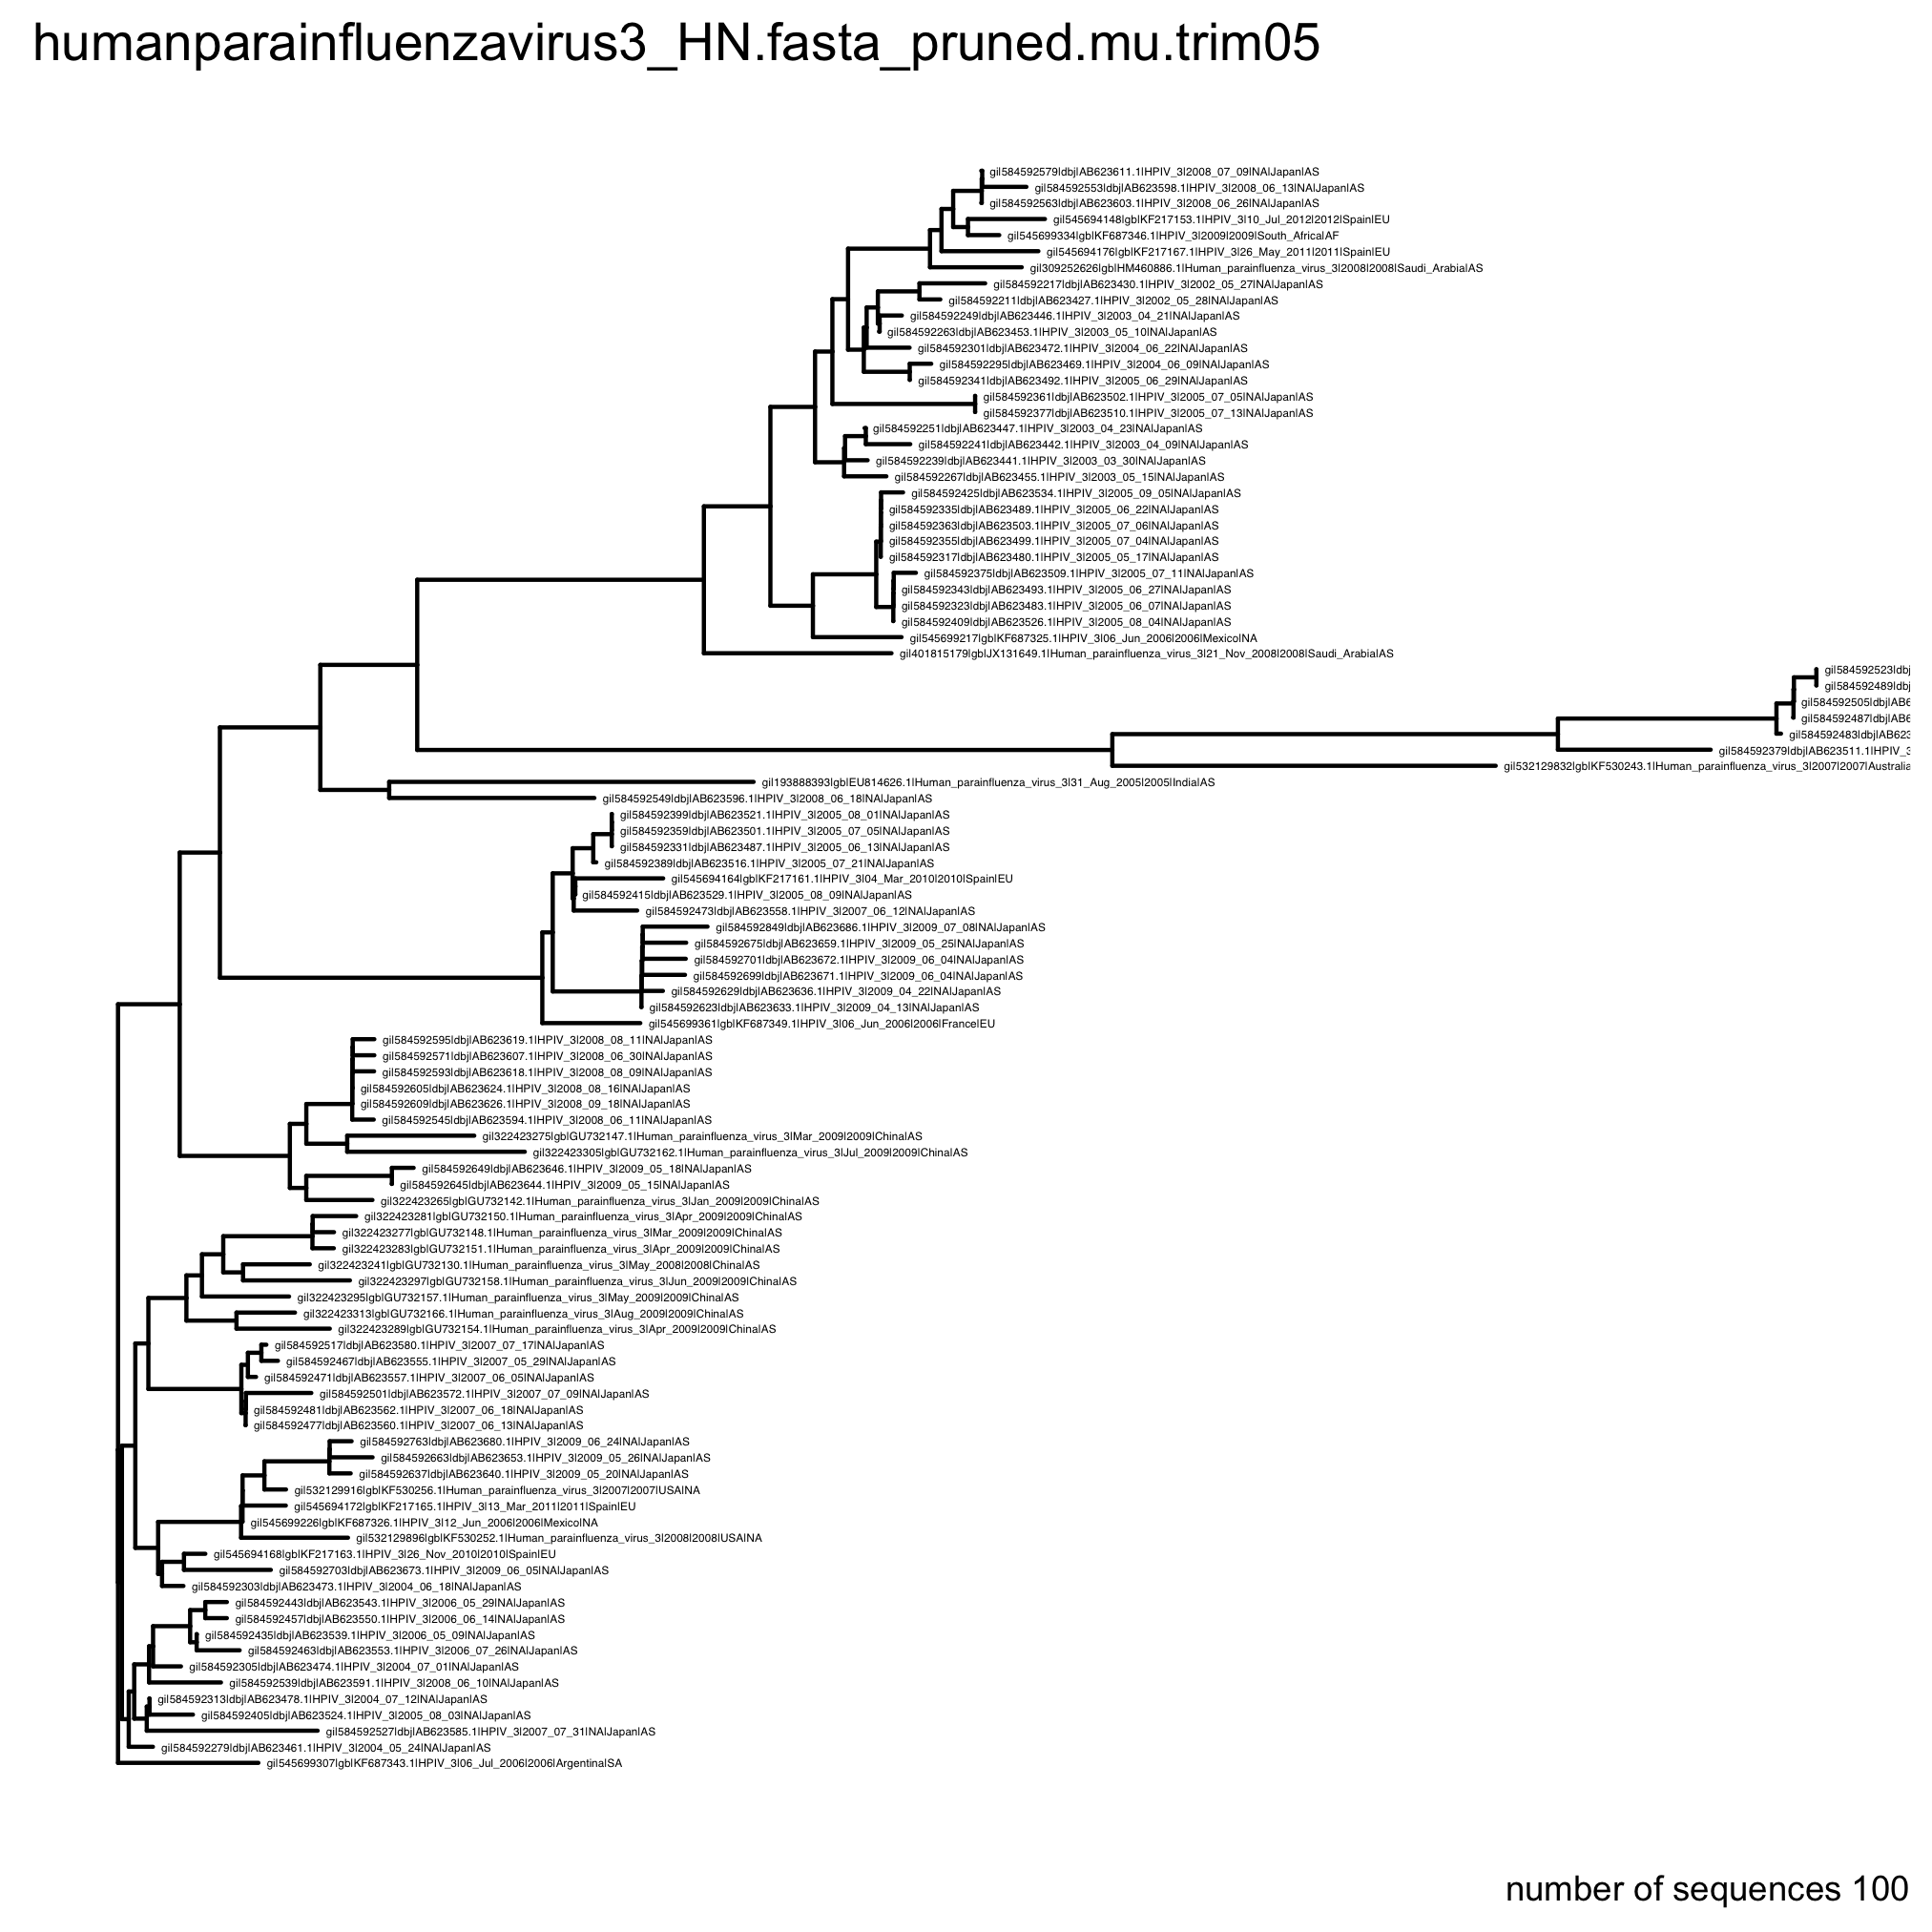 humanparainfluenzavirus3_HN.fasta_pruned.mu.trim05
gi|584592579|dbj|AB623611.1|HPIV_3|2008_07_09|NA|Japan|AS
gi|584592553|dbj|AB623598.1|HPIV_3|2008_06_13|NA|Japan|AS
gi|584592563|dbj|AB623603.1|HPIV_3|2008_06_26|NA|Japan|AS
gi|545694148|gb|KF217153.1|HPIV_3|10_Jul_2012|2012|Spain|EU
gi|545699334|gb|KF687346.1|HPIV_3|2009|2009|South_Africa|AF
gi|545694176|gb|KF217167.1|HPIV_3|26_May_2011|2011|Spain|EU
gi|309252626|gb|HM460886.1|Human_parainfluenza_virus_3|2008|2008|Saudi_Arabia|AS
gi|584592217|dbj|AB623430.1|HPIV_3|2002_05_27|NA|Japan|AS
gi|584592211|dbj|AB623427.1|HPIV_3|2002_05_28|NA|Japan|AS
gi|584592249|dbj|AB623446.1|HPIV_3|2003_04_21|NA|Japan|AS
gi|584592263|dbj|AB623453.1|HPIV_3|2003_05_10|NA|Japan|AS
gi|584592301|dbj|AB623472.1|HPIV_3|2004_06_22|NA|Japan|AS
gi|584592295|dbj|AB623469.1|HPIV_3|2004_06_09|NA|Japan|AS
gi|584592341|dbj|AB623492.1|HPIV_3|2005_06_29|NA|Japan|AS
gi|584592361|dbj|AB623502.1|HPIV_3|2005_07_05|NA|Japan|AS
gi|584592377|dbj|AB623510.1|HPIV_3|2005_07_13|NA|Japan|AS
gi|584592251|dbj|AB623447.1|HPIV_3|2003_04_23|NA|Japan|AS
gi|584592241|dbj|AB623442.1|HPIV_3|2003_04_09|NA|Japan|AS
gi|584592239|dbj|AB623441.1|HPIV_3|2003_03_30|NA|Japan|AS
gi|584592267|dbj|AB623455.1|HPIV_3|2003_05_15|NA|Japan|AS
gi|584592425|dbj|AB623534.1|HPIV_3|2005_09_05|NA|Japan|AS
gi|584592335|dbj|AB623489.1|HPIV_3|2005_06_22|NA|Japan|AS
gi|584592363|dbj|AB623503.1|HPIV_3|2005_07_06|NA|Japan|AS
gi|584592355|dbj|AB623499.1|HPIV_3|2005_07_04|NA|Japan|AS
gi|584592317|dbj|AB623480.1|HPIV_3|2005_05_17|NA|Japan|AS
gi|584592375|dbj|AB623509.1|HPIV_3|2005_07_11|NA|Japan|AS
gi|584592343|dbj|AB623493.1|HPIV_3|2005_06_27|NA|Japan|AS
gi|584592323|dbj|AB623483.1|HPIV_3|2005_06_07|NA|Japan|AS
gi|584592409|dbj|AB623526.1|HPIV_3|2005_08_04|NA|Japan|AS
gi|545699217|gb|KF687325.1|HPIV_3|06_Jun_2006|2006|Mexico|NA
gi|401815179|gb|JX131649.1|Human_parainfluenza_virus_3|21_Nov_2008|2008|Saudi_Arabia|AS
gi|584592523|dbj
gi|584592489|dbj
gi|584592505|dbj|AB6
gi|584592487|dbj|AB6
gi|584592483|dbj|AB623
gi|584592379|dbj|AB623511.1|HPIV_3
gi|532129832|gb|KF530243.1|Human_parainfluenza_virus_3|2007|2007|Australia
gi|193888393|gb|EU814626.1|Human_parainfluenza_virus_3|31_Aug_2005|2005|India|AS
gi|584592549|dbj|AB623596.1|HPIV_3|2008_06_18|NA|Japan|AS
gi|584592399|dbj|AB623521.1|HPIV_3|2005_08_01|NA|Japan|AS
gi|584592359|dbj|AB623501.1|HPIV_3|2005_07_05|NA|Japan|AS
gi|584592331|dbj|AB623487.1|HPIV_3|2005_06_13|NA|Japan|AS
gi|584592389|dbj|AB623516.1|HPIV_3|2005_07_21|NA|Japan|AS
gi|545694164|gb|KF217161.1|HPIV_3|04_Mar_2010|2010|Spain|EU
gi|584592415|dbj|AB623529.1|HPIV_3|2005_08_09|NA|Japan|AS
gi|584592473|dbj|AB623558.1|HPIV_3|2007_06_12|NA|Japan|AS
gi|584592849|dbj|AB623686.1|HPIV_3|2009_07_08|NA|Japan|AS
gi|584592675|dbj|AB623659.1|HPIV_3|2009_05_25|NA|Japan|AS
gi|584592701|dbj|AB623672.1|HPIV_3|2009_06_04|NA|Japan|AS
gi|584592699|dbj|AB623671.1|HPIV_3|2009_06_04|NA|Japan|AS
gi|584592629|dbj|AB623636.1|HPIV_3|2009_04_22|NA|Japan|AS
gi|584592623|dbj|AB623633.1|HPIV_3|2009_04_13|NA|Japan|AS
gi|545699361|gb|KF687349.1|HPIV_3|06_Jun_2006|2006|France|EU
gi|584592595|dbj|AB623619.1|HPIV_3|2008_08_11|NA|Japan|AS
gi|584592571|dbj|AB623607.1|HPIV_3|2008_06_30|NA|Japan|AS
gi|584592593|dbj|AB623618.1|HPIV_3|2008_08_09|NA|Japan|AS
gi|584592605|dbj|AB623624.1|HPIV_3|2008_08_16|NA|Japan|AS
gi|584592609|dbj|AB623626.1|HPIV_3|2008_09_18|NA|Japan|AS
gi|584592545|dbj|AB623594.1|HPIV_3|2008_06_11|NA|Japan|AS
gi|322423275|gb|GU732147.1|Human_parainfluenza_virus_3|Mar_2009|2009|China|AS
gi|322423305|gb|GU732162.1|Human_parainfluenza_virus_3|Jul_2009|2009|China|AS
gi|584592649|dbj|AB623646.1|HPIV_3|2009_05_18|NA|Japan|AS
gi|584592645|dbj|AB623644.1|HPIV_3|2009_05_15|NA|Japan|AS
gi|322423265|gb|GU732142.1|Human_parainfluenza_virus_3|Jan_2009|2009|China|AS
gi|322423281|gb|GU732150.1|Human_parainfluenza_virus_3|Apr_2009|2009|China|AS
gi|322423277|gb|GU732148.1|Human_parainfluenza_virus_3|Mar_2009|2009|China|AS
gi|322423283|gb|GU732151.1|Human_parainfluenza_virus_3|Apr_2009|2009|China|AS
gi|322423241|gb|GU732130.1|Human_parainfluenza_virus_3|May_2008|2008|China|AS
gi|322423297|gb|GU732158.1|Human_parainfluenza_virus_3|Jun_2009|2009|China|AS
gi|322423295|gb|GU732157.1|Human_parainfluenza_virus_3|May_2009|2009|China|AS
gi|322423313|gb|GU732166.1|Human_parainfluenza_virus_3|Aug_2009|2009|China|AS
gi|322423289|gb|GU732154.1|Human_parainfluenza_virus_3|Apr_2009|2009|China|AS
gi|584592517|dbj|AB623580.1|HPIV_3|2007_07_17|NA|Japan|AS
gi|584592467|dbj|AB623555.1|HPIV_3|2007_05_29|NA|Japan|AS
gi|584592471|dbj|AB623557.1|HPIV_3|2007_06_05|NA|Japan|AS
gi|584592501|dbj|AB623572.1|HPIV_3|2007_07_09|NA|Japan|AS
gi|584592481|dbj|AB623562.1|HPIV_3|2007_06_18|NA|Japan|AS
gi|584592477|dbj|AB623560.1|HPIV_3|2007_06_13|NA|Japan|AS
gi|584592763|dbj|AB623680.1|HPIV_3|2009_06_24|NA|Japan|AS
gi|584592663|dbj|AB623653.1|HPIV_3|2009_05_26|NA|Japan|AS
gi|584592637|dbj|AB623640.1|HPIV_3|2009_05_20|NA|Japan|AS
gi|532129916|gb|KF530256.1|Human_parainfluenza_virus_3|2007|2007|USA|NA
gi|545694172|gb|KF217165.1|HPIV_3|13_Mar_2011|2011|Spain|EU
gi|545699226|gb|KF687326.1|HPIV_3|12_Jun_2006|2006|Mexico|NA
gi|532129896|gb|KF530252.1|Human_parainfluenza_virus_3|2008|2008|USA|NA
gi|545694168|gb|KF217163.1|HPIV_3|26_Nov_2010|2010|Spain|EU
gi|584592703|dbj|AB623673.1|HPIV_3|2009_06_05|NA|Japan|AS
gi|584592303|dbj|AB623473.1|HPIV_3|2004_06_18|NA|Japan|AS
gi|584592443|dbj|AB623543.1|HPIV_3|2006_05_29|NA|Japan|AS
gi|584592457|dbj|AB623550.1|HPIV_3|2006_06_14|NA|Japan|AS
gi|584592435|dbj|AB623539.1|HPIV_3|2006_05_09|NA|Japan|AS
gi|584592463|dbj|AB623553.1|HPIV_3|2006_07_26|NA|Japan|AS
gi|584592305|dbj|AB623474.1|HPIV_3|2004_07_01|NA|Japan|AS
gi|584592539|dbj|AB623591.1|HPIV_3|2008_06_10|NA|Japan|AS
gi|584592313|dbj|AB623478.1|HPIV_3|2004_07_12|NA|Japan|AS
gi|584592405|dbj|AB623524.1|HPIV_3|2005_08_03|NA|Japan|AS
gi|584592527|dbj|AB623585.1|HPIV_3|2007_07_31|NA|Japan|AS
gi|584592279|dbj|AB623461.1|HPIV_3|2004_05_24|NA|Japan|AS
gi|545699307|gb|KF687343.1|HPIV_3|06_Jul_2006|2006|Argentina|SA
number of sequences 100